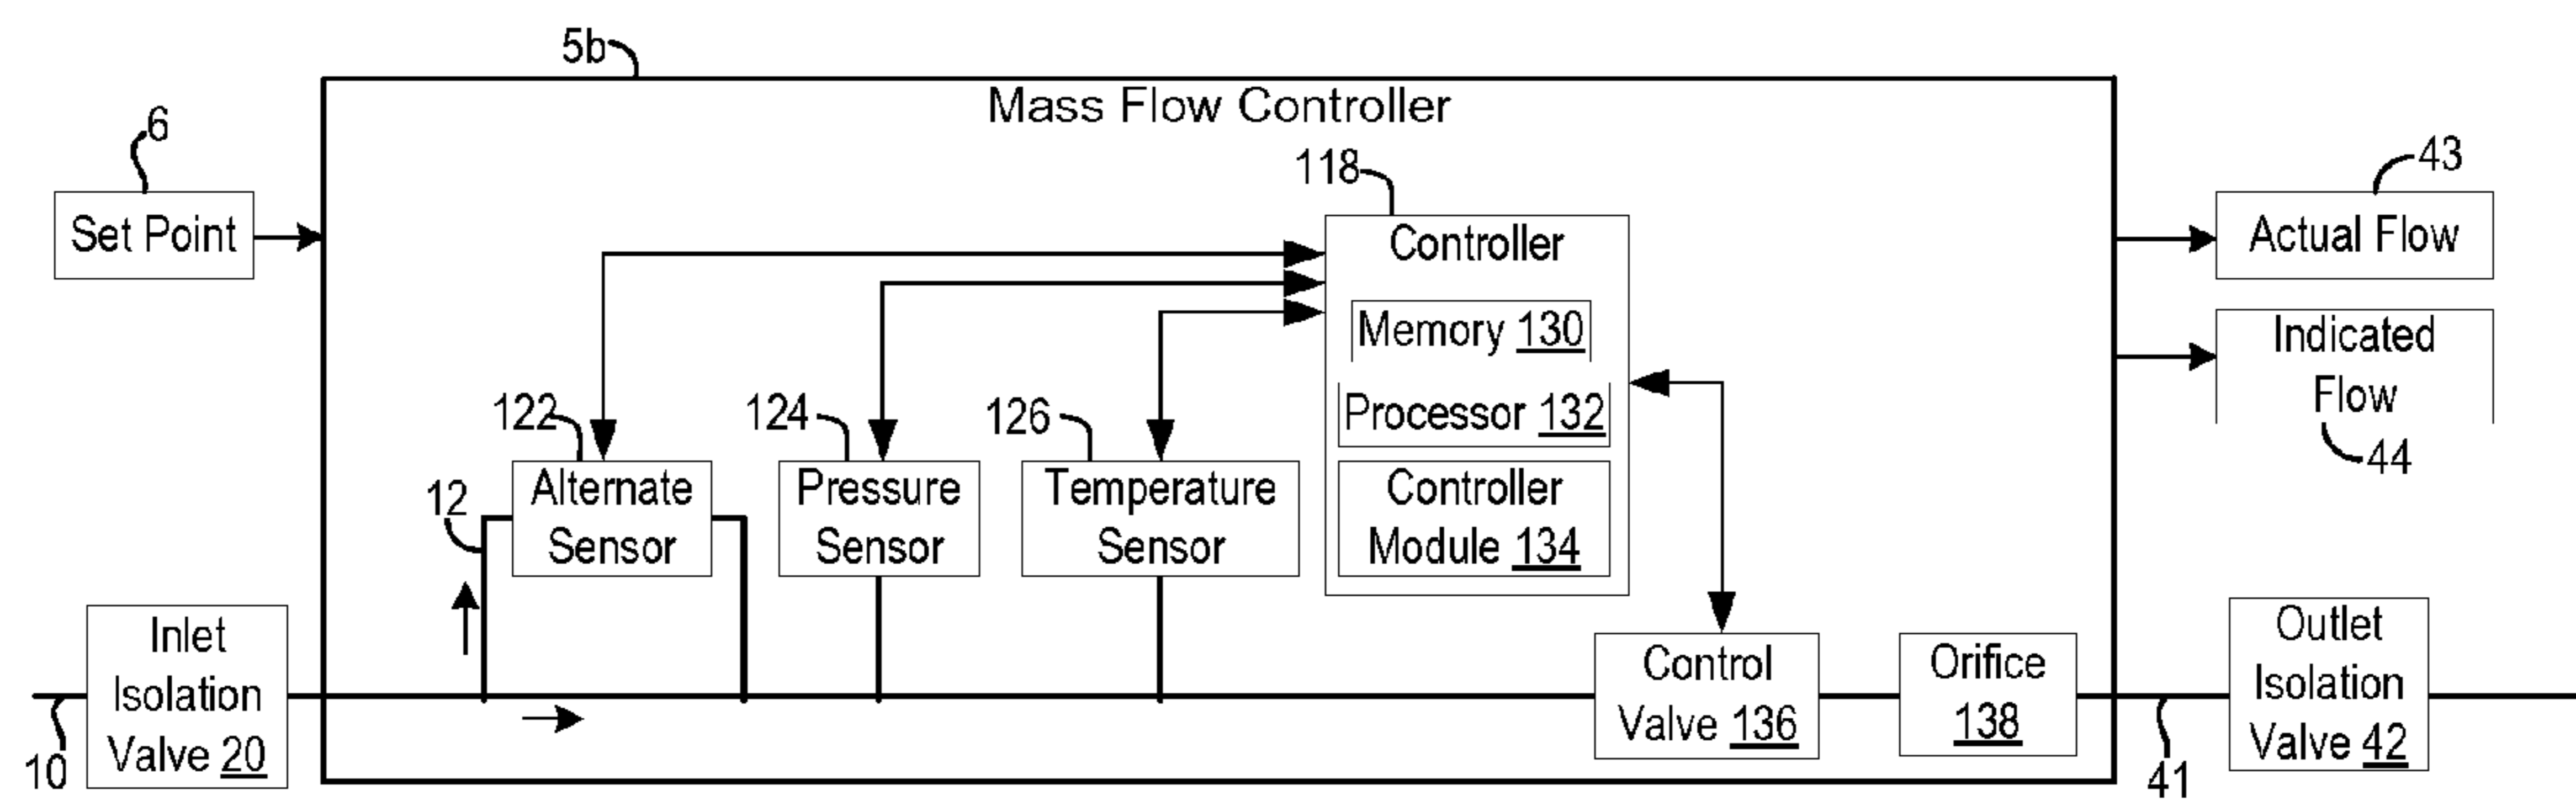 5b
Mass Flow Controller
6
Set Point
118
Controller
Memory 130
Processor 132
Controller
Module 134
43
Actual Flow
Indicated
Flow
44
122
Alternate
Sensor
124
Pressure
Sensor
126
Temperature
Sensor
12
Inlet
Isolation
Valve 20
10
Control
Valve 136
Orifice
138
41
Outlet
Isolation
Valve 42